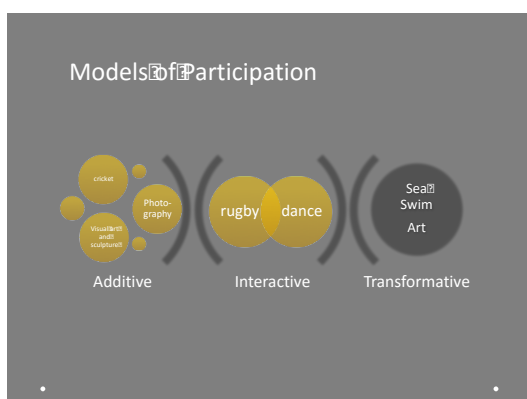 Models of Participation
cricket
Photo-
graphy
Visual art
and
sculpture
rugby
dance
Sea
Swim
Art
Additive
Interactive
Transformative